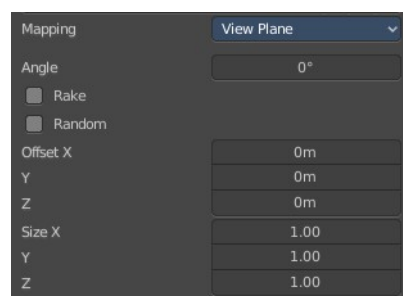 Mapping View Plane
Angle 0°
Rake
Random
Offset X 0m
Y 0m
Z 0m
Size X 1.00
Y 1.00
Z 1.00